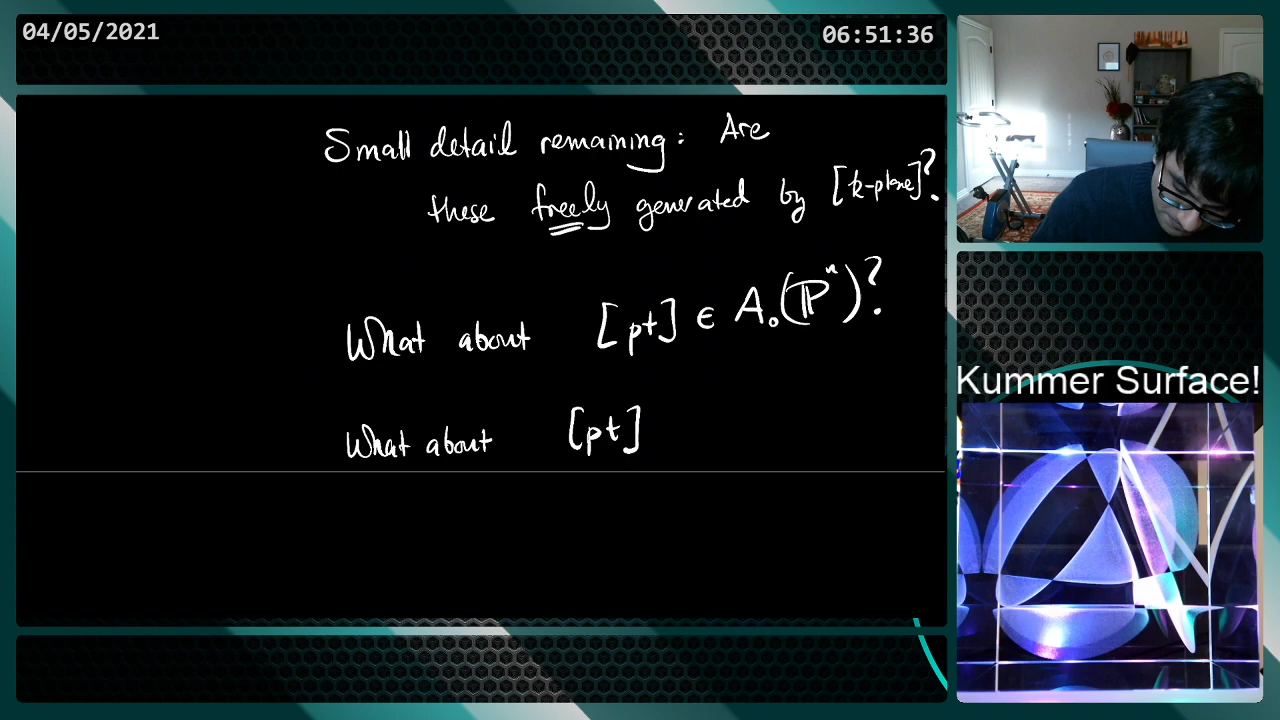 04/05/2021
06:51:36
Small detail remaining: Are
these freely generated by [k-plane]?
What about [pt] ∈ A₀(ℙⁿ)?
What about [pt]
Kummer Surface!